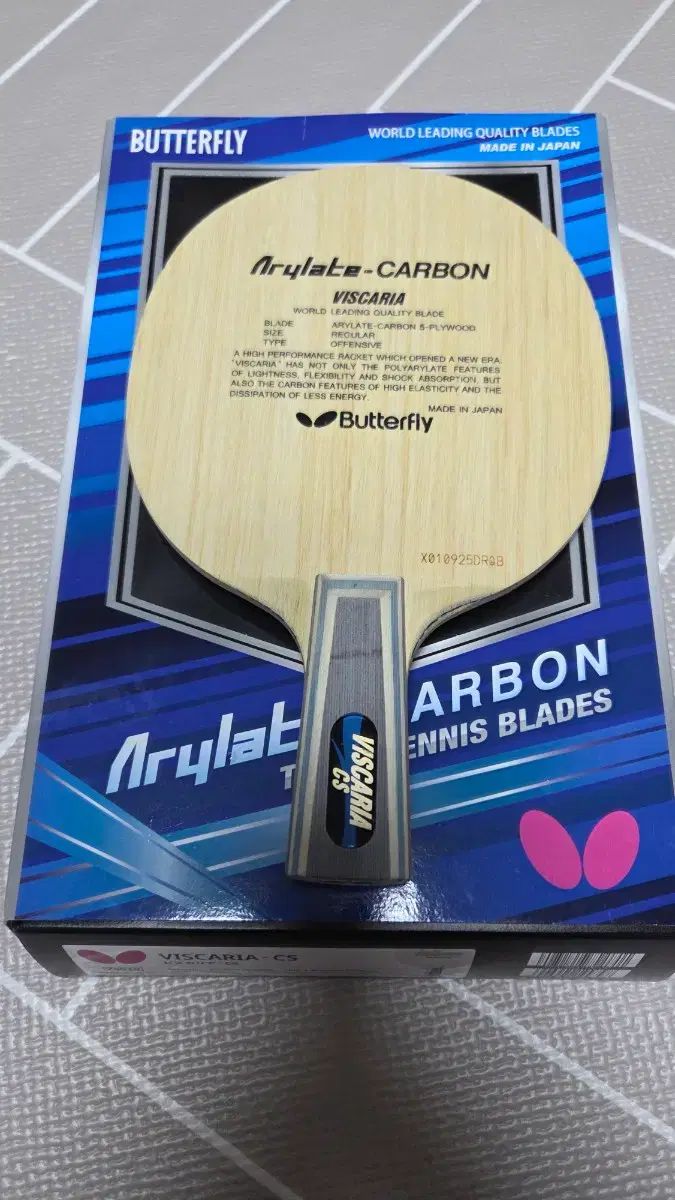 BUTTERFLY
WORLD LEADING QUALITY BLADES
MADE IN JAPAN
Arylate-CARBON
VISCARIA
WORLD LEADING QUALITY BLADE
BLADE ARYLATE-CARBON 5-PLYWOOD
SIZE REGULAR
TYPE OFFENSIVE
A HIGH PERFORMANCE RACKET WHICH OPENED A NEW ERA.
"VISCARIA" HAS NOT ONLY THE POLYARYLATE FEATURES
OF LIGHTNESS, FLEXIBILITY AND SHOCK ABSORPTION, BUT
ALSO THE CARBON FEATURES OF HIGH ELASTICITY AND THE
DISSIPATION OF LESS ENERGY.
MADE IN JAPAN
Butterfly
VISCARIA
CS
Arylat ARBON
T ENNIS BLADES
VISCARIA-CS